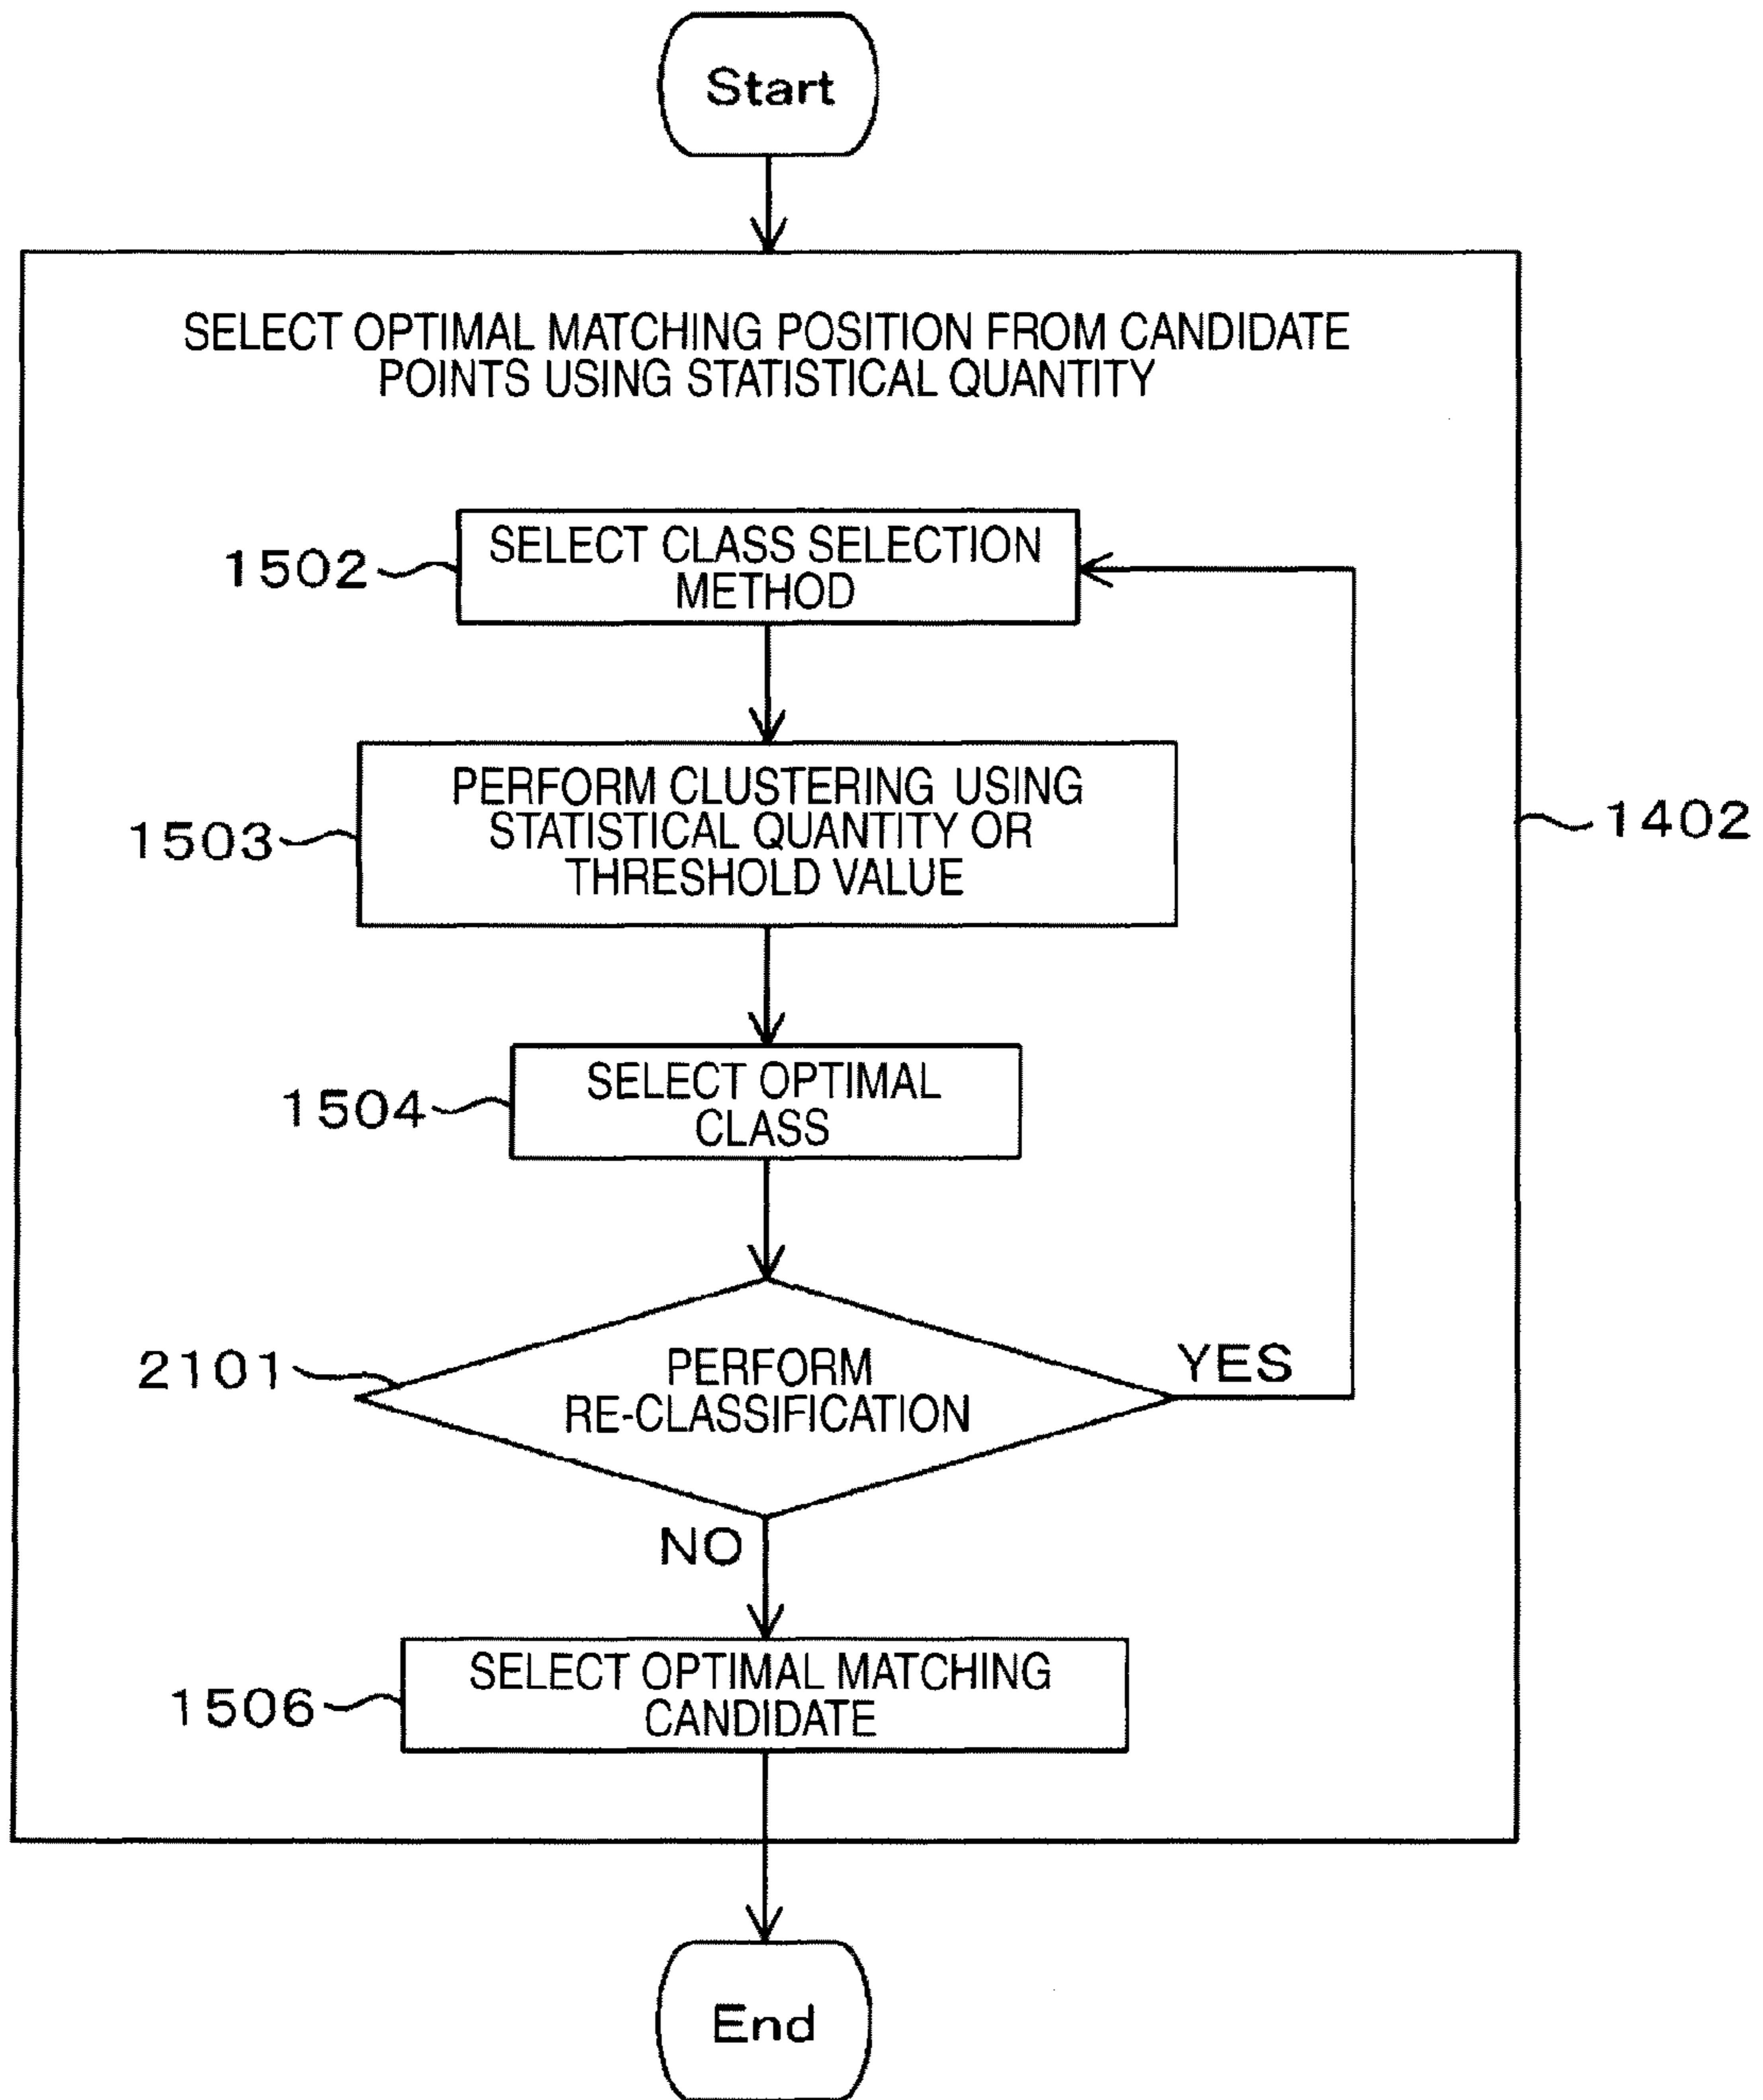 Start
SELECT OPTIMAL MATCHING POSITION FROM CANDIDATE
POINTS USING STATISTICAL QUANTITY
1502
SELECT CLASS SELECTION
METHOD
1503
PERFORM CLUSTERING USING
STATISTICAL QUANTITY OR
THRESHOLD VALUE
1402
1504
SELECT OPTIMAL
CLASS
2101
PERFORM
RE-CLASSIFICATION
YES
NO
1506
SELECT OPTIMAL MATCHING
CANDIDATE
End